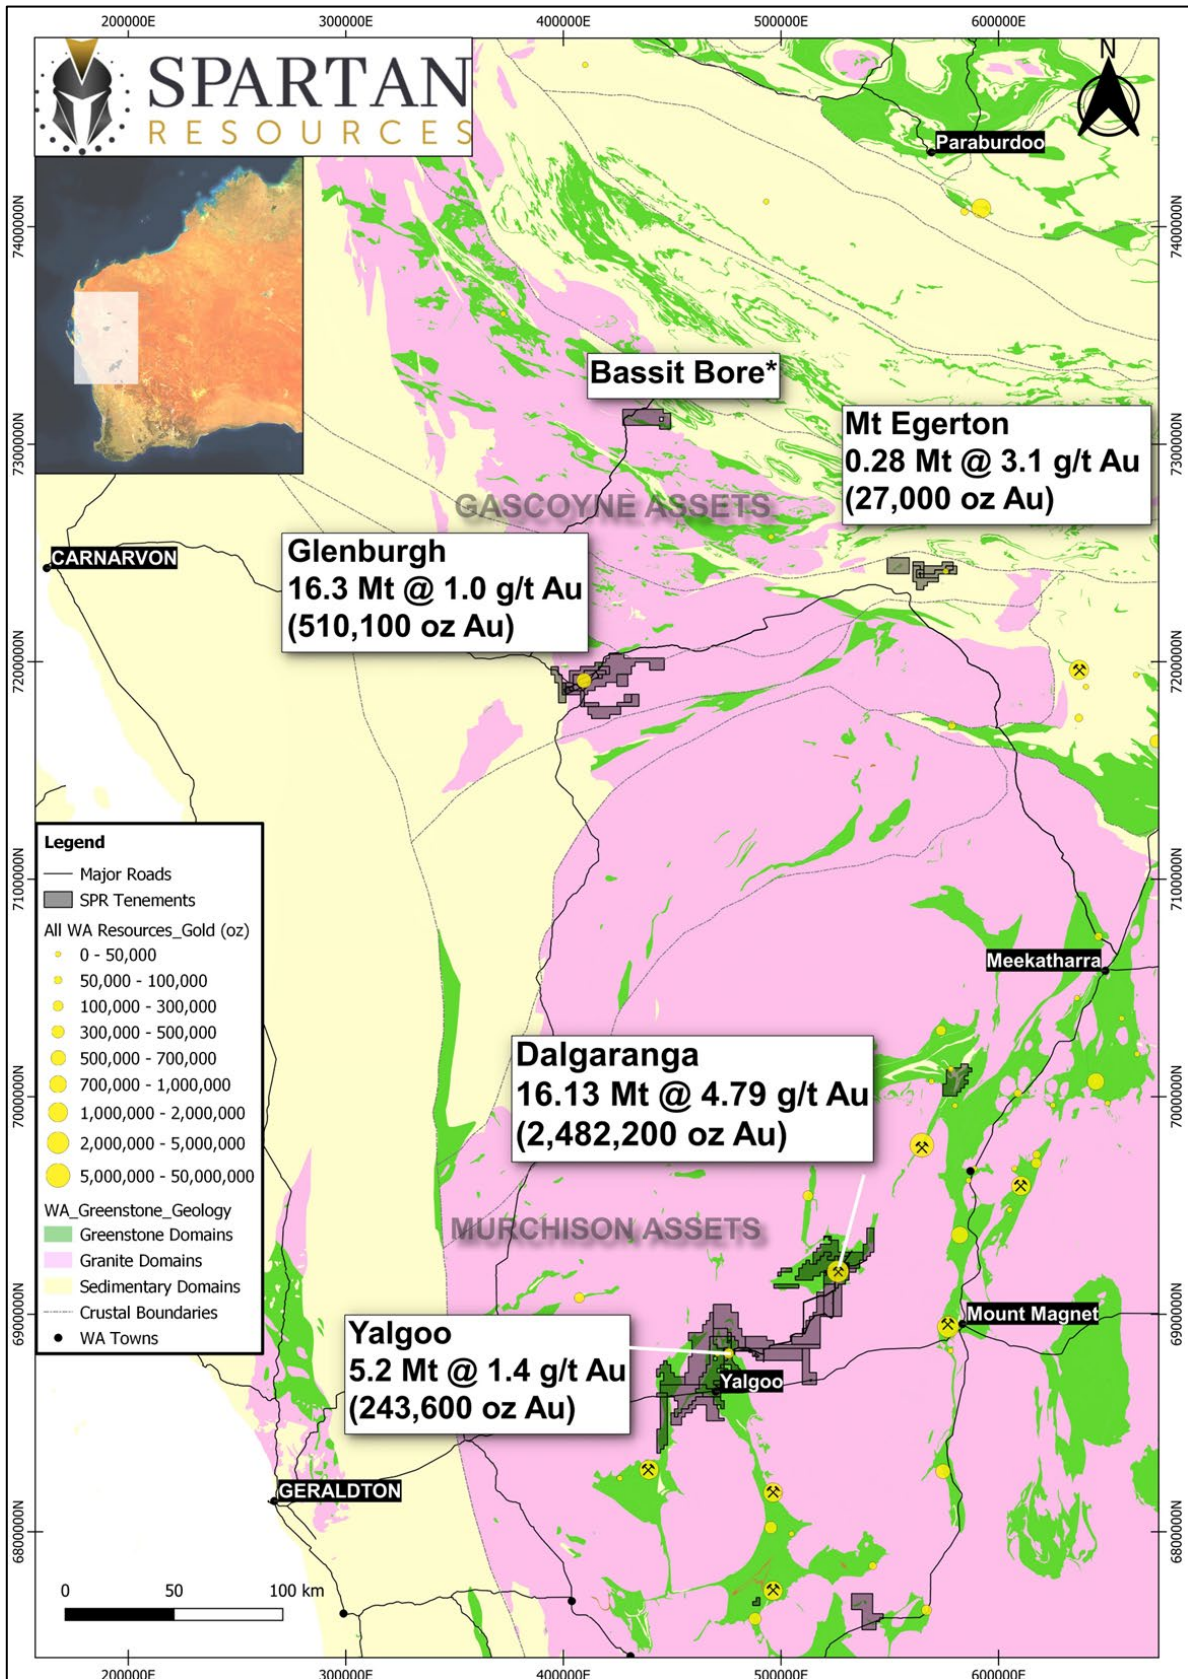 200000E 300000E 400000E 500000E 600000E
SPARTAN
RESOURCES
N
Paraburdoo
7400000N 7400000N
Bassit Bore*
Mt Egerton
0.28 Mt @ 3.1 g/t Au
(27,000 oz Au)
7300000N 7300000N
GASCOYNE ASSETS
CARNARVON
Glenburgh
16.3 Mt @ 1.0 g/t Au
(510,100 oz Au)
7200000N 7200000N
Legend
Major Roads
SPR Tenements
All WA Resources_Gold (oz)
0 - 50,000
50,000 - 100,000
100,000 - 300,000
300,000 - 500,000
500,000 - 700,000
700,000 - 1,000,000
1,000,000 - 2,000,000
2,000,000 - 5,000,000
5,000,000 - 50,000,000
WA_Greenstone_Geology
Greenstone Domains
Granite Domains
Sedimentary Domains
Crustal Boundaries
WA Towns
7100000N 7100000N
Meekatharra
Dalgaranga
16.13 Mt @ 4.79 g/t Au
(2,482,200 oz Au)
7000000N 7000000N
MURCHISON ASSETS
6900000N 6900000N
Mount Magnet
Yalgoo
5.2 Mt @ 1.4 g/t Au
(243,600 oz Au)
Yalgoo
GERALDTON
6800000N 6800000N
0 50 100 km
200000E 300000E 400000E 500000E 600000E